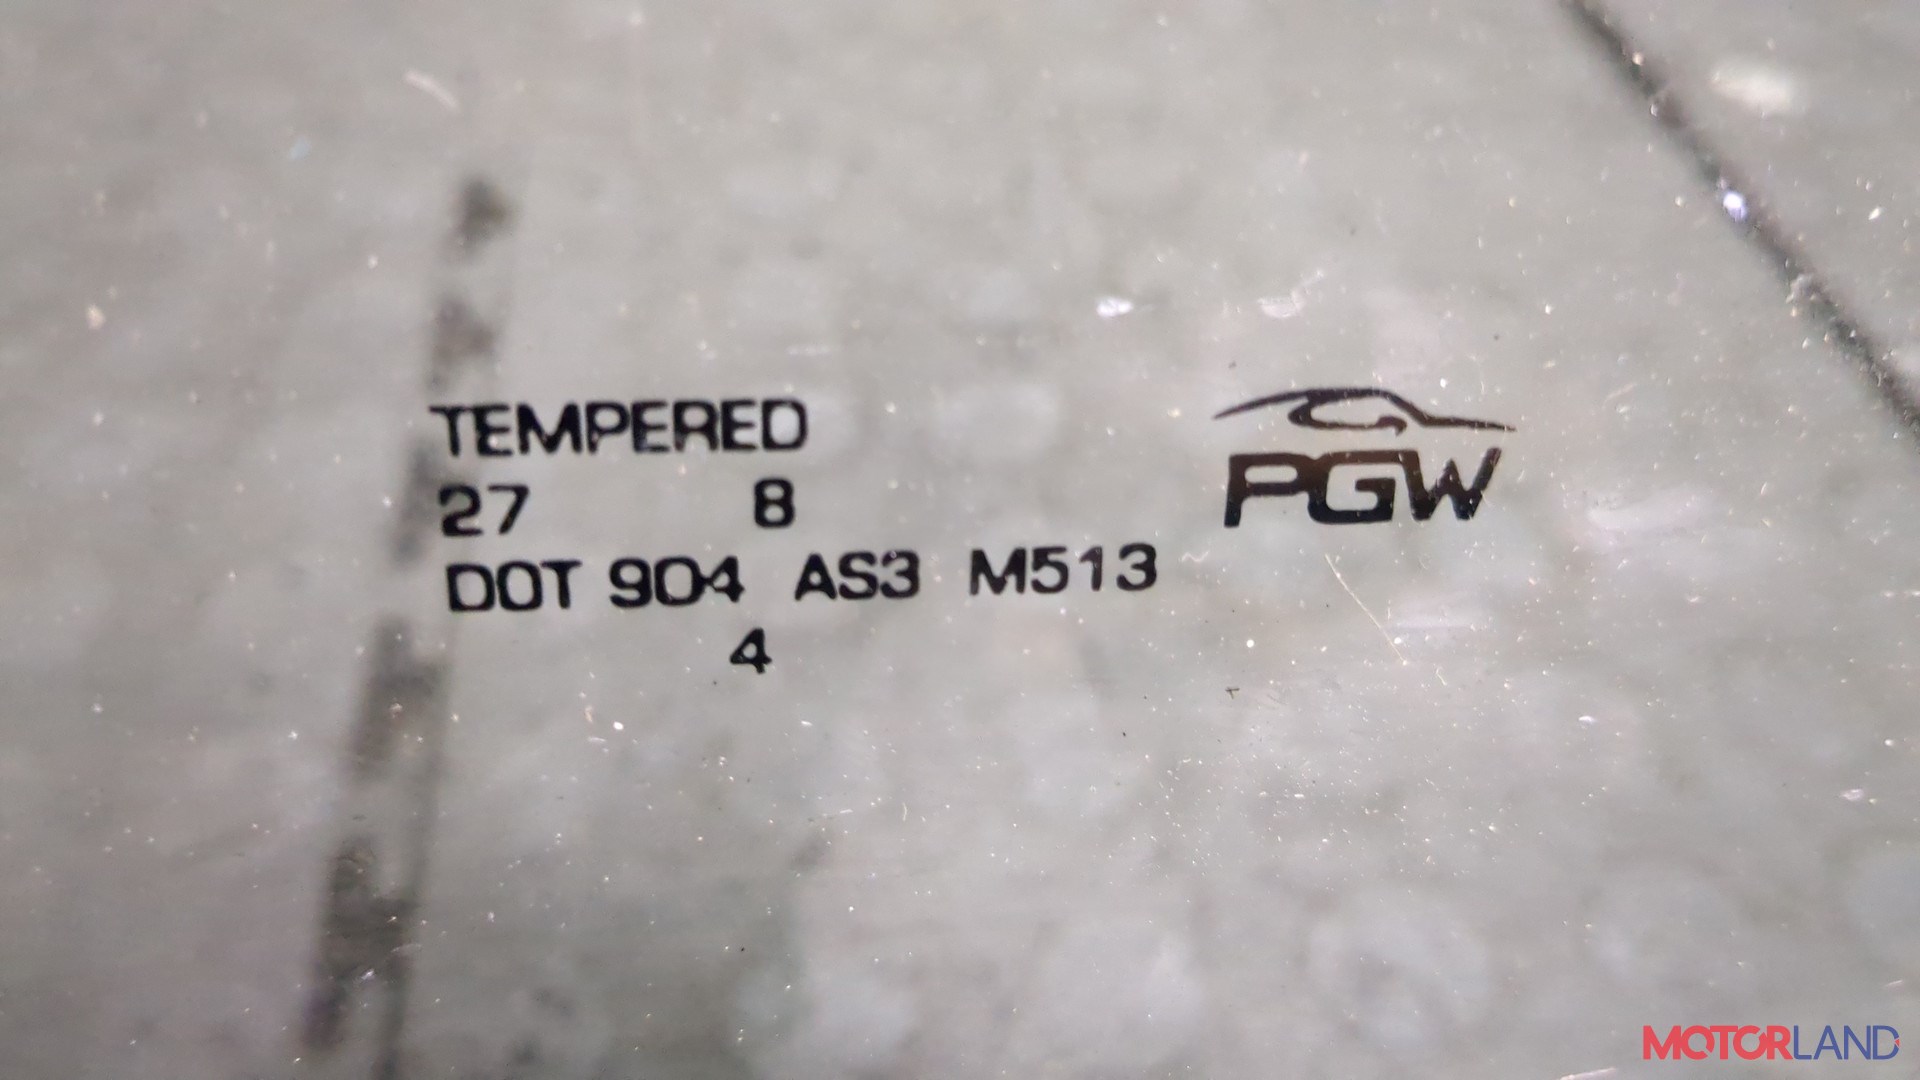 TEMPERED
27 8
DOT 904 AS3 M513
4
PGW
MOTORLAND